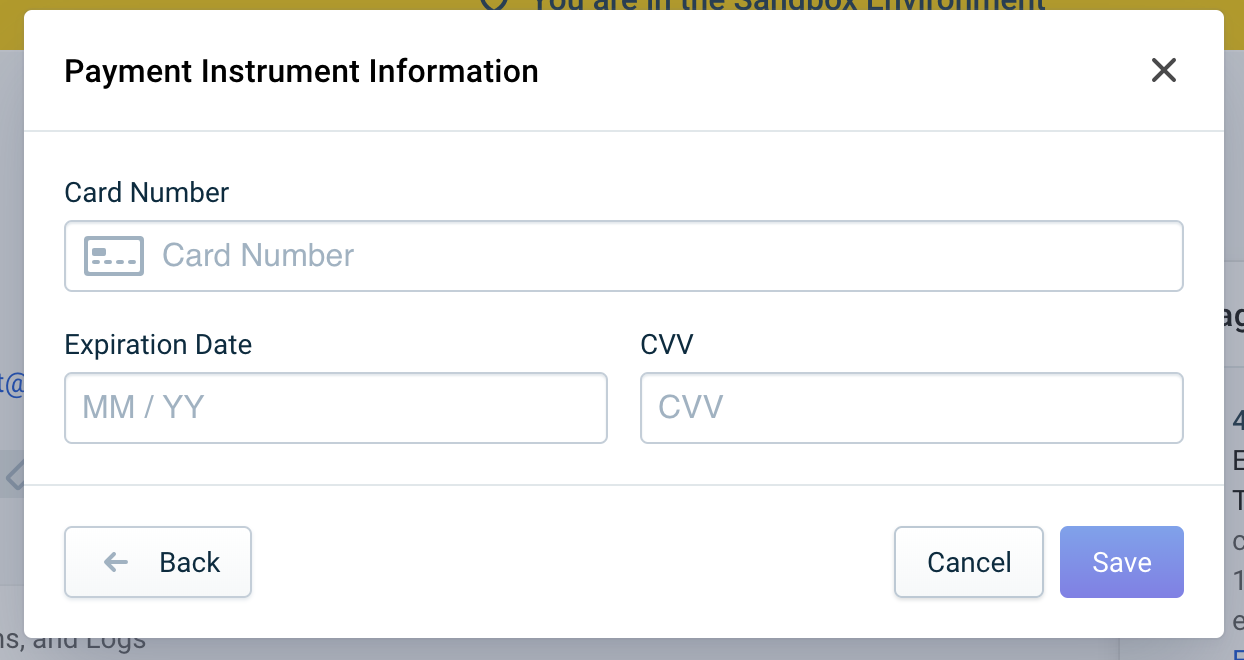 You are in the Sandbox Environment
Payment Instrument Information
Card Number
Card Number
Expiration Date
CVV
MM / YY
CVV
Back
Cancel
Save
and Logs